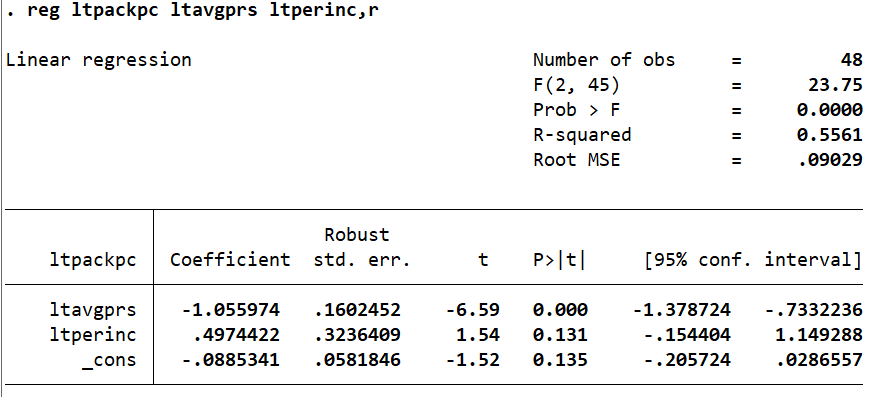 . reg ltpackpc ltavgprs ltperinc,r
Linear regression Number of obs = 48
F(2, 45) = 23.75
Prob > F = 0.0000
R-squared = 0.5561
Root MSE = .09029
Robust
ltpackpc Coefficient std. err. t P>|t| [95% conf. interval]
ltavgprs -1.055974 .1602452 -6.59 0.000 -1.378724 -.7332236
ltperinc .4974422 .3236409 1.54 0.131 -.154404 1.149288
_cons -.0885341 .0581846 -1.52 0.135 -.205724 .0286557